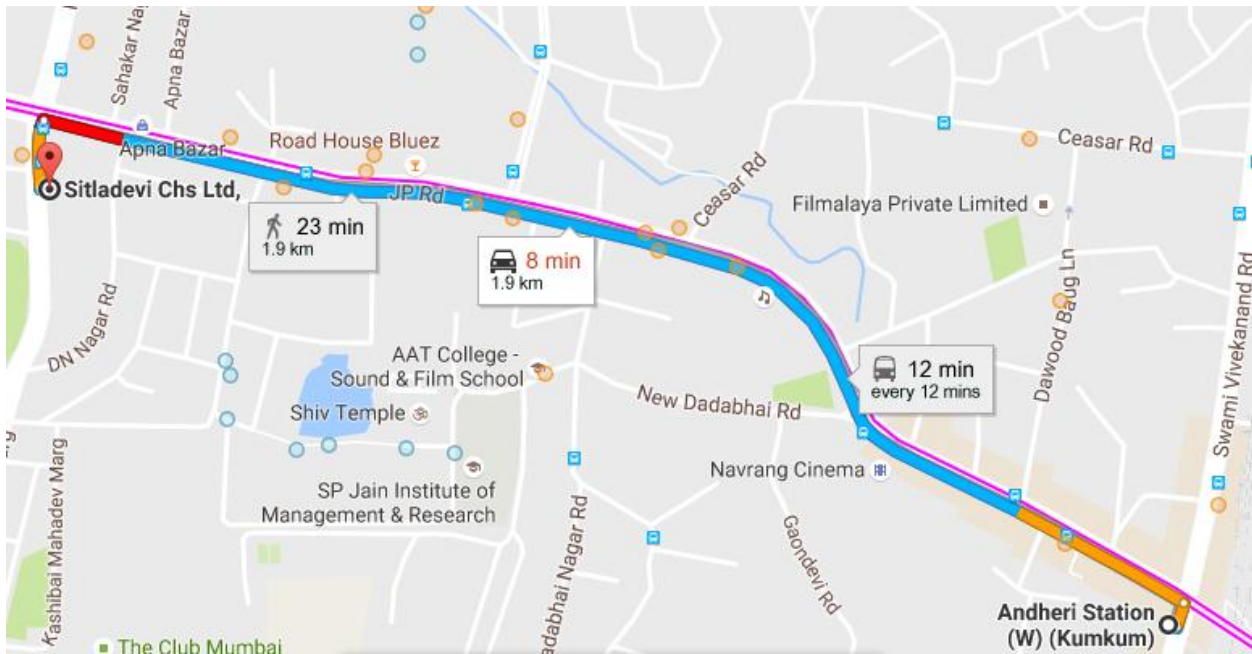 Sahakar Nag
Apna Bazar
Apna Bazar
Road House Bluez
Sitladevi Chs Ltd,
JP Rd
23 min
1.9 km
8 min
1.9 km
Ceasar Rd
Ceasar Rd
Filmalaya Private Limited
DN Nagar Rd
AAT College -
Sound & Film School
Shiv Temple
12 min
every 12 mins
New Dadabhai Rd
Dawood Baug Ln
Swami Vivekanand Rd
Navrang Cinema
SP Jain Institute of
Management & Research
Kashibai Mahadev Marg
adabhai Nagar Rd
Gaondevi Rd
Andheri Station
(W) (Kumkum)
The Club Mumbai